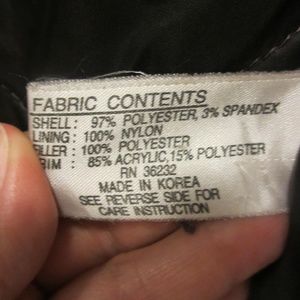 FABRIC CONTENTS
SHELL: 97% POLYESTER, 3% SPANDEX
LINING: 100% NYLON
FILLER: 100% POLYESTER
RIM: 85% ACRYLIC, 15% POLYESTER
RN 36232
MADE IN KOREA
SEE REVERSE SIDE FOR
CARE INSTRUCTION